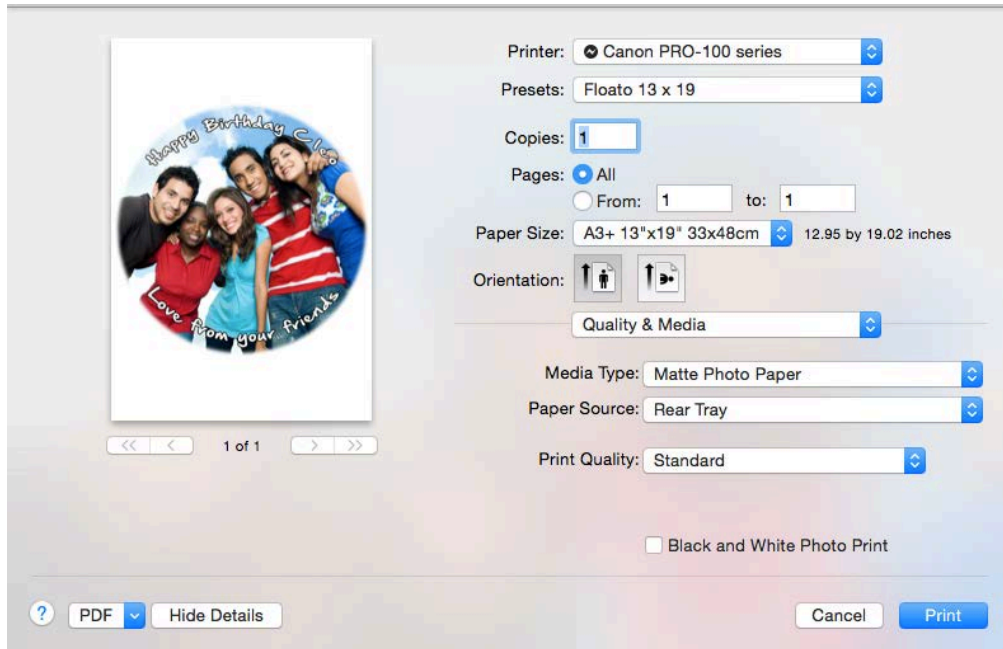 Happy Birthday Cleo
Love from your friends
<< < 1 of 1 > >>
Printer: Canon PRO-100 series
Presets: Floato 13 x 19
Copies: 1
Pages: All
From: 1 to: 1
Paper Size: A3+ 13"x19" 33x48cm 12.95 by 19.02 inches
Orientation:
Quality & Media
Media Type: Matte Photo Paper
Paper Source: Rear Tray
Print Quality: Standard
Black and White Photo Print
? PDF Hide Details Cancel Print